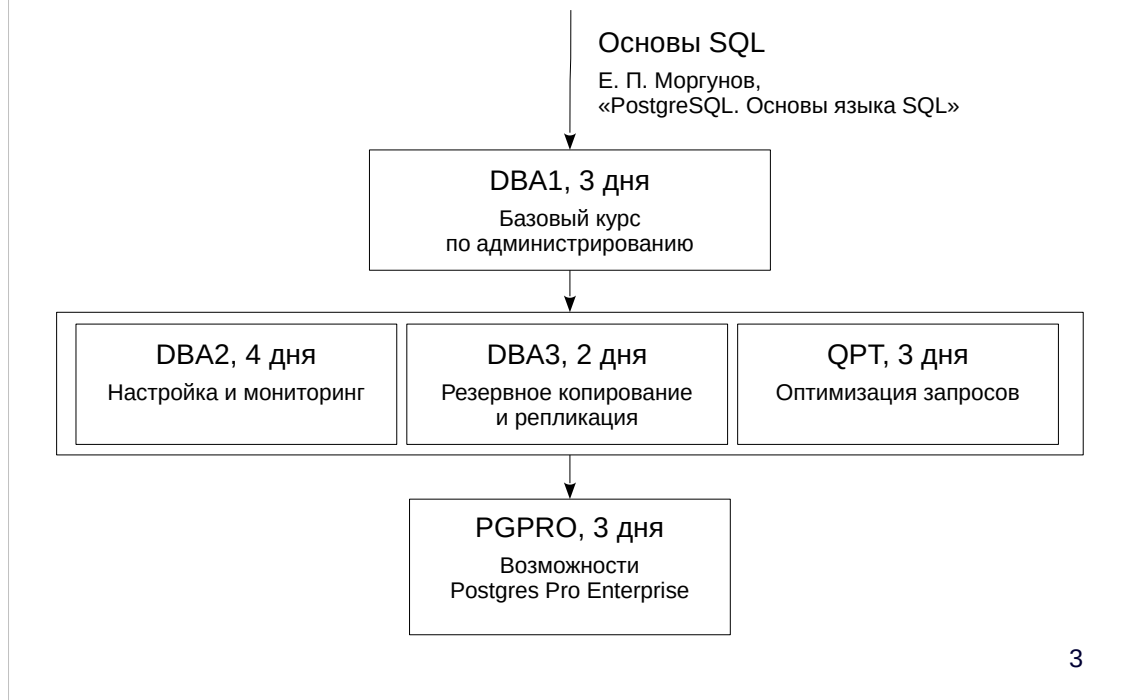 Основы SQL
Е. П. Моргунов,
«PostgreSQL. Основы языка SQL»
DBA1, 3 дня
Базовый курс
по администрированию
DBA2, 4 дня
Настройка и мониторинг
DBA3, 2 дня
Резервное копирование
и репликация
QPT, 3 дня
Оптимизация запросов
PGPRO, 3 дня
Возможности
Postgres Pro Enterprise
3